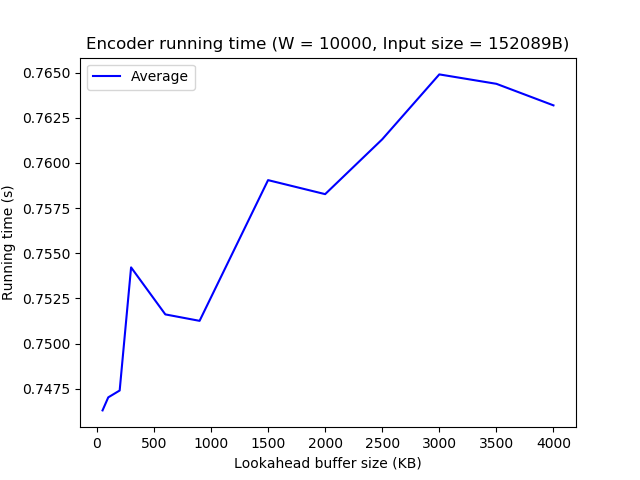 Encoder running time (W = 10000, Input size = 152089B)
Average
0.7650
0.7625
0.7600
0.7575
0.7550
0.7525
0.7500
0.7475
Running time (s)
0 500 1000 1500 2000 2500 3000 3500 4000
Lookahead buffer size (KB)